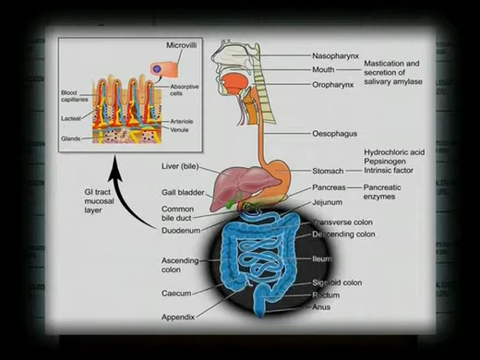 Microvilli
Blood
capillaries
Absorptive
cells
Lacteal
Arteriole
Venule
Glands
GI tract
mucosal
layer
Nasopharynx
Mouth
Mastication and
secretion of
salivary amylase
Oropharynx
Oesophagus
Liver (bile)
Stomach
Hydrochloric acid
Pepsinogen
Intrinsic factor
Gall bladder
Pancreas
Pancreatic
enzymes
Common
bile duct
Jejunum
Duodenum
Transverse colon
Descending colon
Ascending
colon
Ileum
Caecum
Sigmoid colon
Rectum
Appendix
Anus